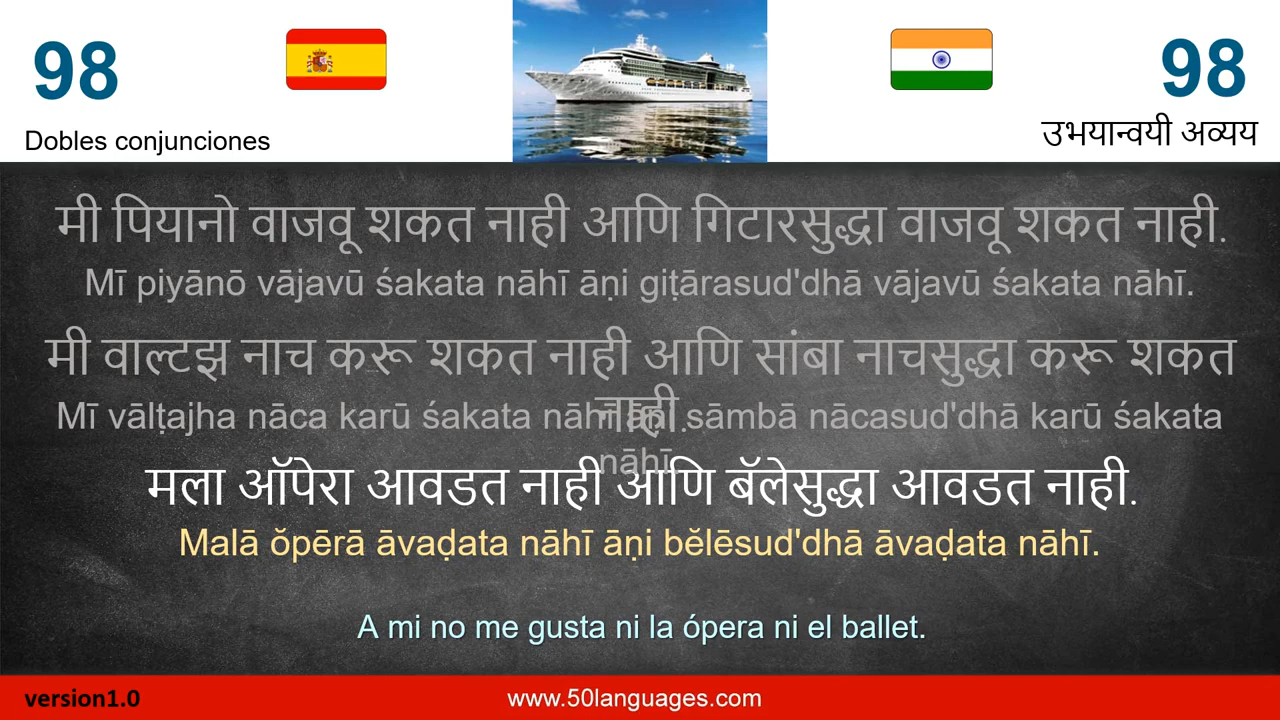 98
98
Dobles conjunciones
उभयान्वयी अव्यय
मी पियानो वाजवू शकत नाही आणि गिटारसुद्धा वाजवू शकत नाही.
Mī piyānō vājavū śakata nāhī āṇi giṭārasud'dhā vājavū śakata nāhī.
मी वाल्टझ नाच करू शकत नाही आणि सांबा नाचसुद्धा करू शकत
नाही.
Mī vālṭajha nāca karū śakata nāhī āṇi sāmbā nācasud'dhā karū śakata
nāhī.
मला ऑपेरा आवडत नाही आणि बॅलेसुद्धा आवडत नाही.
Malā ŏpērā āvaḍata nāhī āṇi bĕlēsud'dhā āvaḍata nāhī.
A mi no me gusta ni la ópera ni el ballet.
version1.0
www.50languages.com